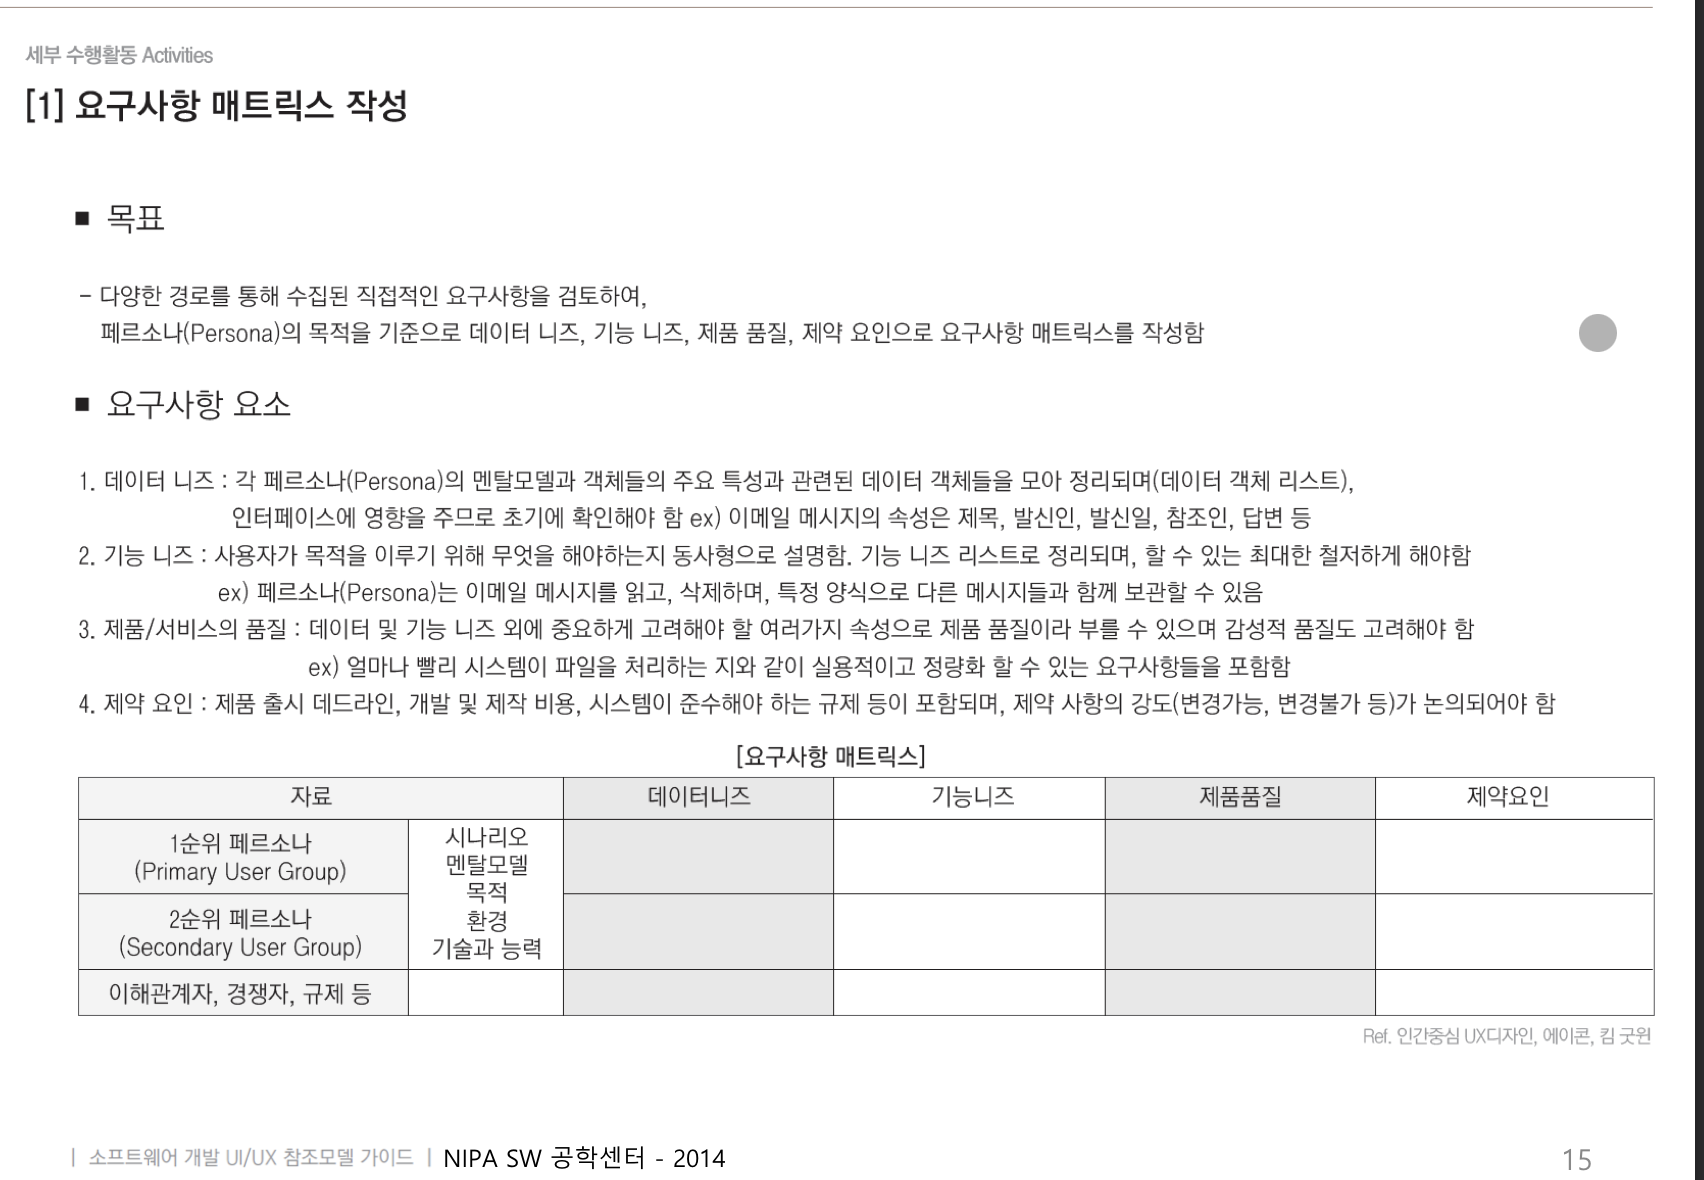 세부 수행활동 Activities
[1] 요구사항 매트릭스 작성
■ 목표
- 다양한 경로를 통해 수집된 직접적인 요구사항을 검토하여,
페르소나(Persona)의 목적을 기준으로 데이터 니즈, 기능 니즈, 제품 품질, 제약 요인으로 요구사항 매트릭스를 작성함
■ 요구사항 요소
1. 데이터 니즈 : 각 페르소나(Persona)의 멘탈모델과 객체들의 주요 특성과 관련된 데이터 객체들을 모아 정리되며(데이터 객체 리스트),
인터페이스에 영향을 주므로 초기에 확인해야 함 ex) 이메일 메시지의 속성은 제목, 발신인, 발신일, 참조인, 답변 등
2. 기능 니즈 : 사용자가 목적을 이루기 위해 무엇을 해야하는지 동사형으로 설명함. 기능 니즈 리스트로 정리되며, 할 수 있는 최대한 철저하게 해야함
ex) 페르소나(Persona)는 이메일 메시지를 읽고, 삭제하며, 특정 양식으로 다른 메시지들과 함께 보관할 수 있음
3. 제품/서비스의 품질 : 데이터 및 기능 니즈 외에 중요하게 고려해야 할 여러가지 속성으로 제품 품질이라 부를 수 있으며 감성적 품질도 고려해야 함
ex) 얼마나 빨리 시스템이 파일을 처리하는 지와 같이 실용적이고 정량화 할 수 있는 요구사항들을 포함함
4. 제약 요인 : 제품 출시 데드라인, 개발 및 제작 비용, 시스템이 준수해야 하는 규제 등이 포함되며, 제약 사항의 강도(변경가능, 변경불가 등)가 논의되어야 함
[요구사항 매트릭스]
자료 데이터니즈 기능니즈 제품품질 제약요인
1순위 페르소나
(Primary User Group)
2순위 페르소나
(Secondary User Group)
시나리오
멘탈모델
목적
환경
기술과 능력
이해관계자, 경쟁자, 규제 등
Ref. 인간중심 UX디자인, 에이콘, 킴 굿윈
| 소프트웨어 개발 UI/UX 참조모델 가이드 | NIPA SW 공학센터 - 2014
15